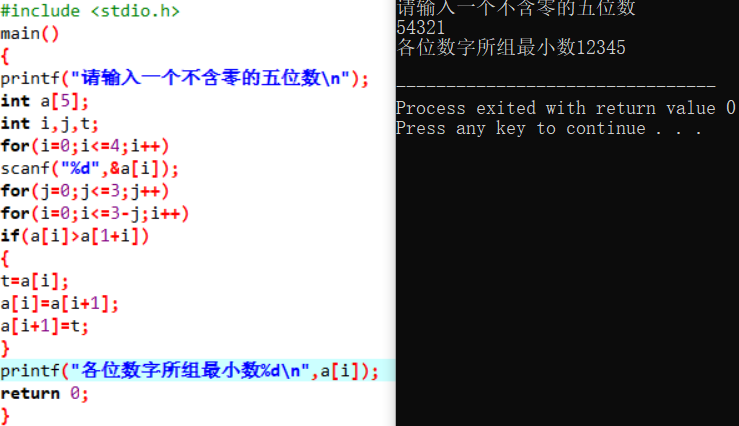 #include <stdio.h>
main()
{
printf("请输入一个不含零的五位数\n");
int a[5];
int i,j,t;
for(i=0;i<=4;i++)
scanf("%d",&a[i]);
for(j=0;j<=3;j++)
for(i=0;i<=3-j;i++)
if(a[i]>a[1+i])
{
t=a[i];
a[i]=a[i+1];
a[i+1]=t;
}
printf("各位数字所组最小数%d\n",a[i]);
return 0;
}
请输入一个不含零的五位数
54321
各位数字所组最小数12345
--------------------------------
Process exited with return value 0
Press any key to continue . . .